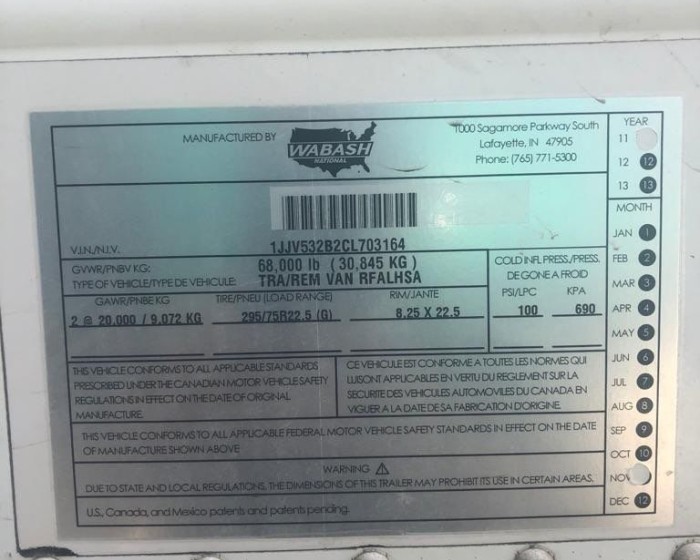 MANUFACTURED BY
WABASH
NATIONAL
1000 Sagamore Parkway South
Lafayette, IN 47905
Phone: (765) 771-5300
V.I.N./N.I.V. 1JJV532B2CL703164
GVWR/PNBV KG: 68,000 lb ( 30,845 KG )
TYPE OF VEHICLE/TYPE DE VEHICULE: TRA/REM VAN RFALHSA
GAWR/PNBE KG TIRE/PNEU (LOAD RANGE) RIM/JANTE
2 @ 20,000 / 9,072 KG 295/75R22.5 (G) 8.25 X 22.5
COLD INFL. PRESS./PRESS.
DE GONF A FROID
PSI/LPC KPA
100 690
THIS VEHICLE CONFORMS TO ALL APPLICABLE STANDARDS
PRESCRIBED UNDER THE CANADIAN MOTOR VEHICLE SAFETY
REGULATIONS IN EFFECT ON THE DATE OF ORIGINAL
MANUFACTURE.
CE VEHICULE EST CONFORME A TOUTES LES NORMES QUI
LUI SONT APPLICABLES EN VERTU DU REGLEMENT SUR LA
SECURITE DES VEHICULES AUTOMOVILES DU CANADA EN
VIGUER A LA DATE DE SA FABRICATION D'ORIGINE.
THIS VEHICLE CONFORMS TO ALL APPLICABLE FEDERAL MOTOR VEHICLE SAFETY STANDARDS IN EFFECT ON THE DATE
OF MANUFACTURE SHOWN ABOVE
WARNING
DUE TO STATE AND LOCAL REGULATIONS, THE DIMENSIONS OF THIS TRAILER MAY PROHIBIT ITS USE IN CERTAIN AREAS.
U.S., Canada, and Mexico patents and patents pending.
YEAR
11
12 12
13 13
MONTH
JAN 1
FEB 2
MAR 3
APR 4
MAY 5
JUN 6
JUL 7
AUG 8
SEP 9
OCT 10
NOV
DEC 12